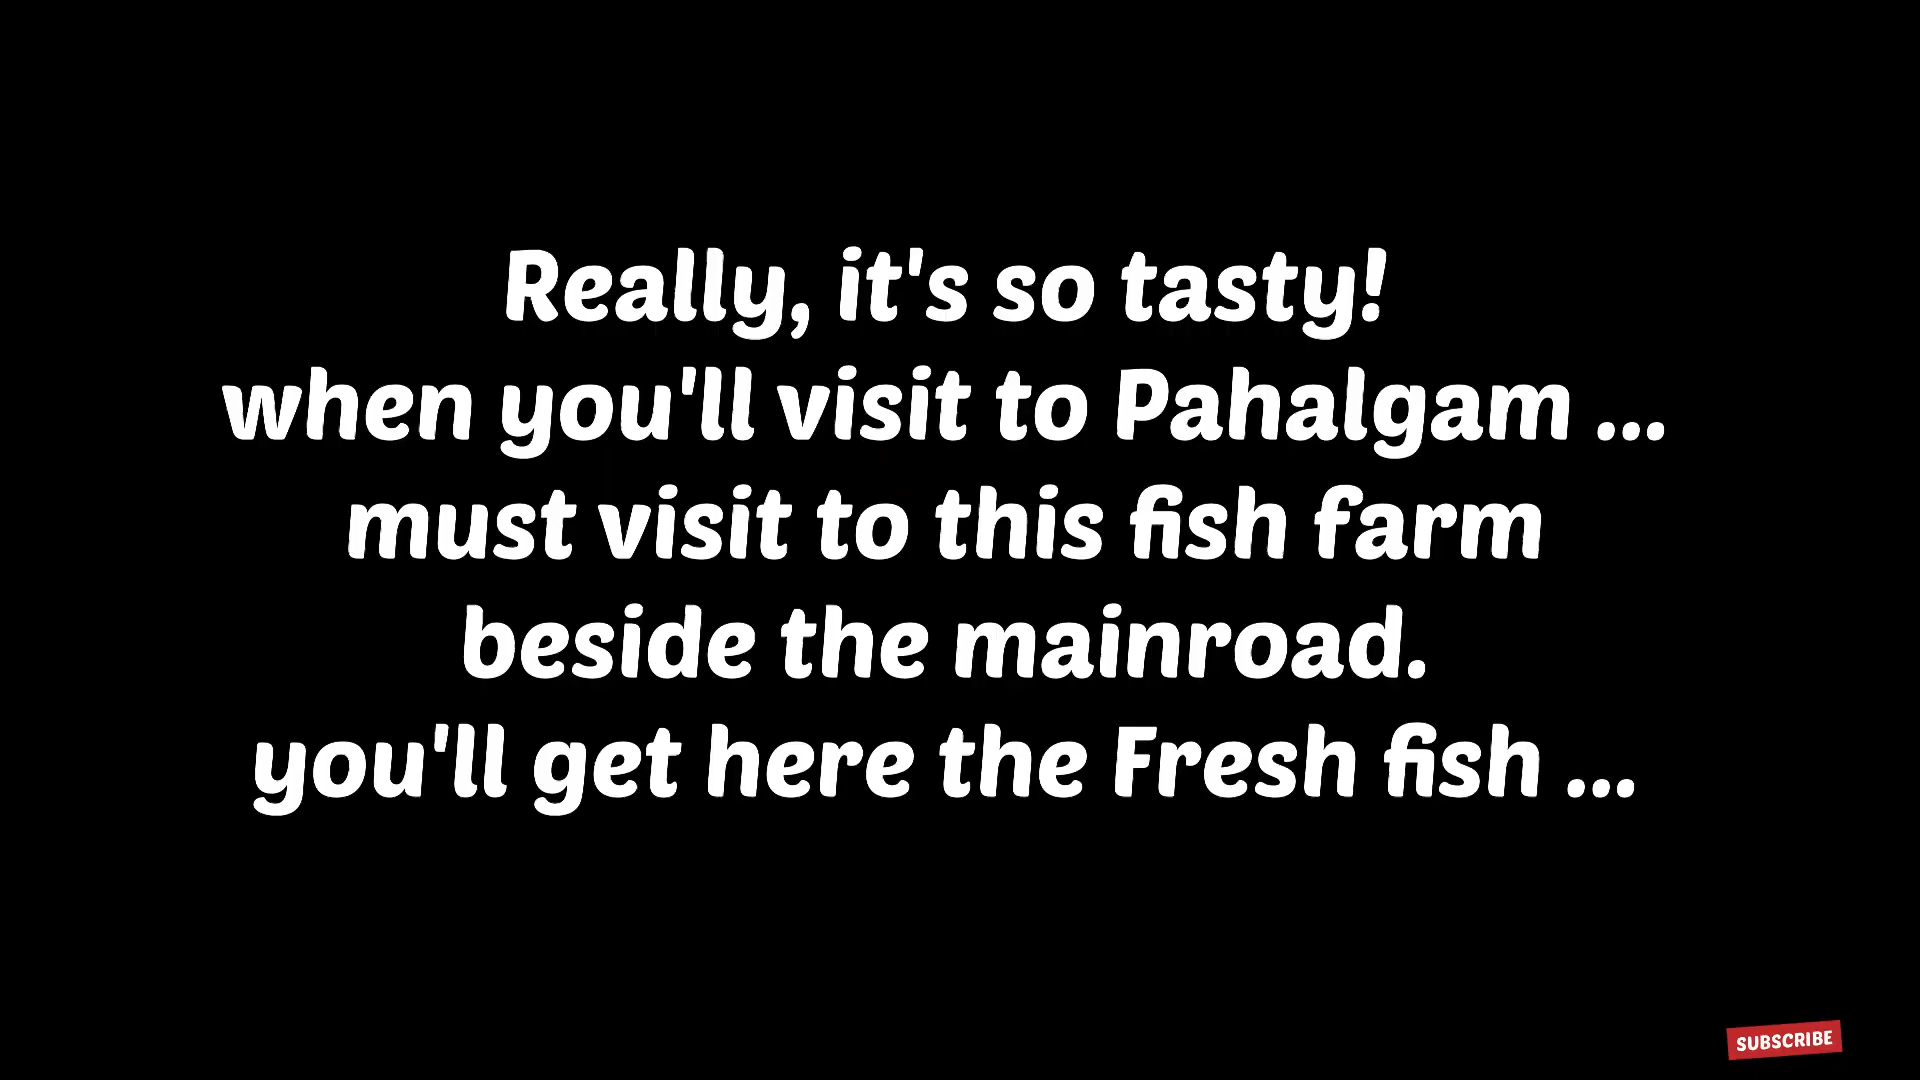 Really, it's so tasty!
when you'll visit to Pahalgam ...
must visit to this fish farm
beside the mainroad.
you'll get here the Fresh fish ...
SUBSCRIBE